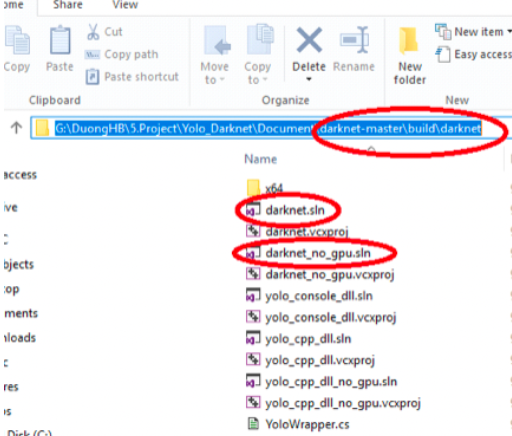 ome Share View
Cut
Copy path
Paste shortcut
Copy Paste
Move to
Copy to
Delete Rename
New folder
New item
Easy access
Clipboard Organize New
G:\DuongHB\5.Project\Yolo_Darknet\Document\darknet-master\build\darknet
Name
access
ive
bjects
top
ments
nloads
c
res
os
Disk (C:)
x64
darknet.sln
darknet.vcxproj
darknet_no_gpu.sln
darknet_no_gpu.vcxproj
yolo_console_dll.sln
yolo_console_dll.vcxproj
yolo_cpp_dll.sln
yolo_cpp_dll.vcxproj
yolo_cpp_dll_no_gpu.sln
yolo_cpp_dll_no_gpu.vcxproj
YoloWrapper.cs